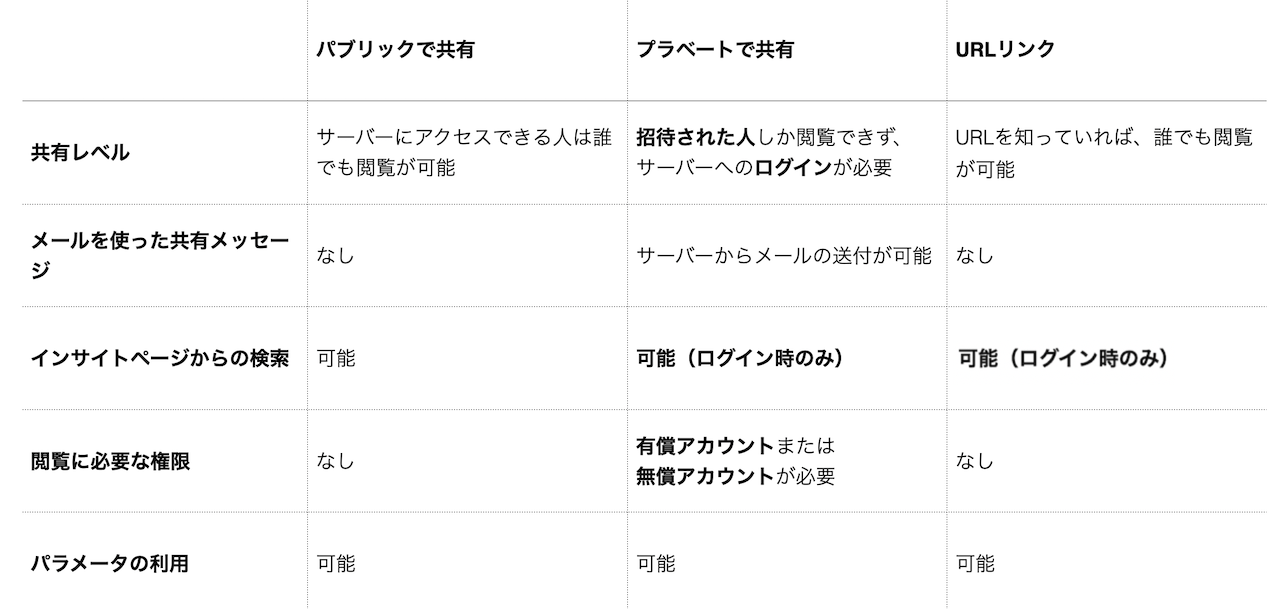 パブリックで共有
プラベートで共有
URLリンク
共有レベル
サーバーにアクセスできる人は誰
でも閲覧が可能
招待された人しか閲覧できず、
サーバーへのログインが必要
URLを知っていれば、誰でも閲覧
が可能
メールを使った共有メッセー
ジ
なし
サーバーからメールの送付が可能
なし
インサイトページからの検索
可能
可能（ログイン時のみ）
可能（ログイン時のみ）
閲覧に必要な権限
なし
有償アカウントまたは
無償アカウントが必要
なし
パラメータの利用
可能
可能
可能